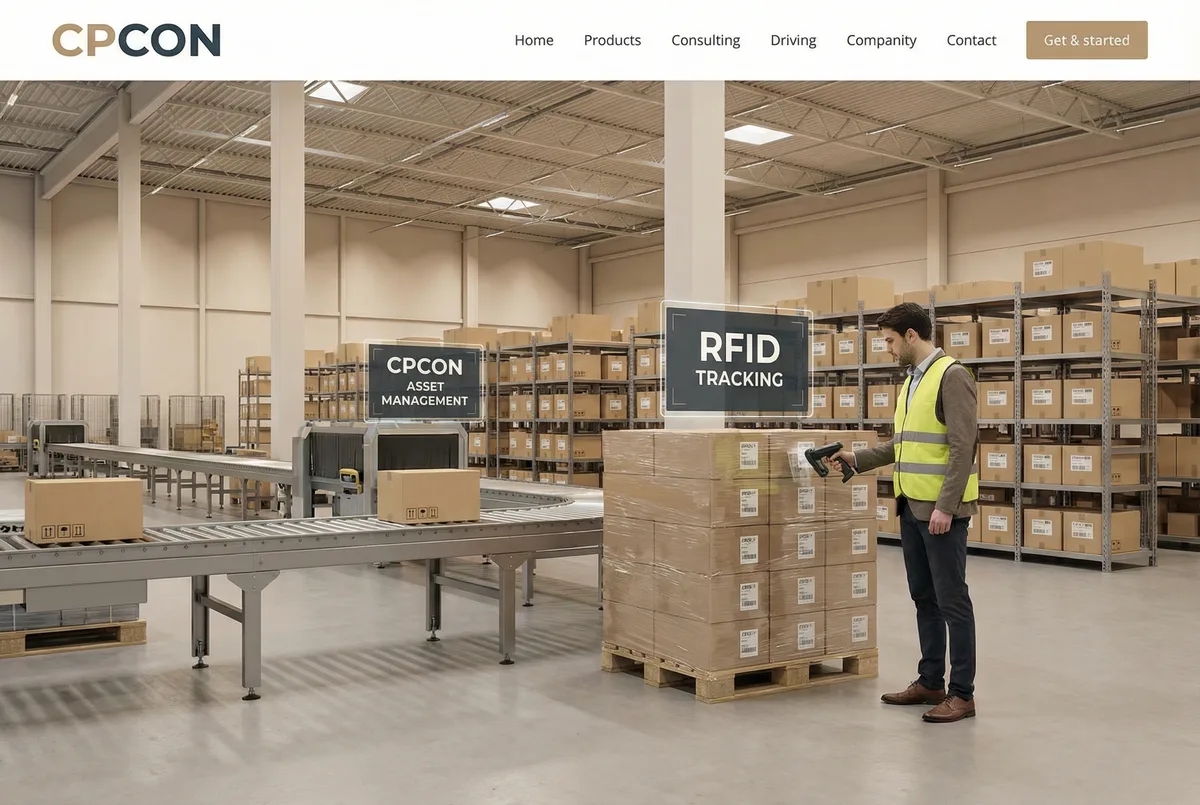 CPCON
Home
Products
Consulting
Driving
Companity
Contact
Get & started
CPCON
ASSET
MANAGEMENT
RFID
TRACKING